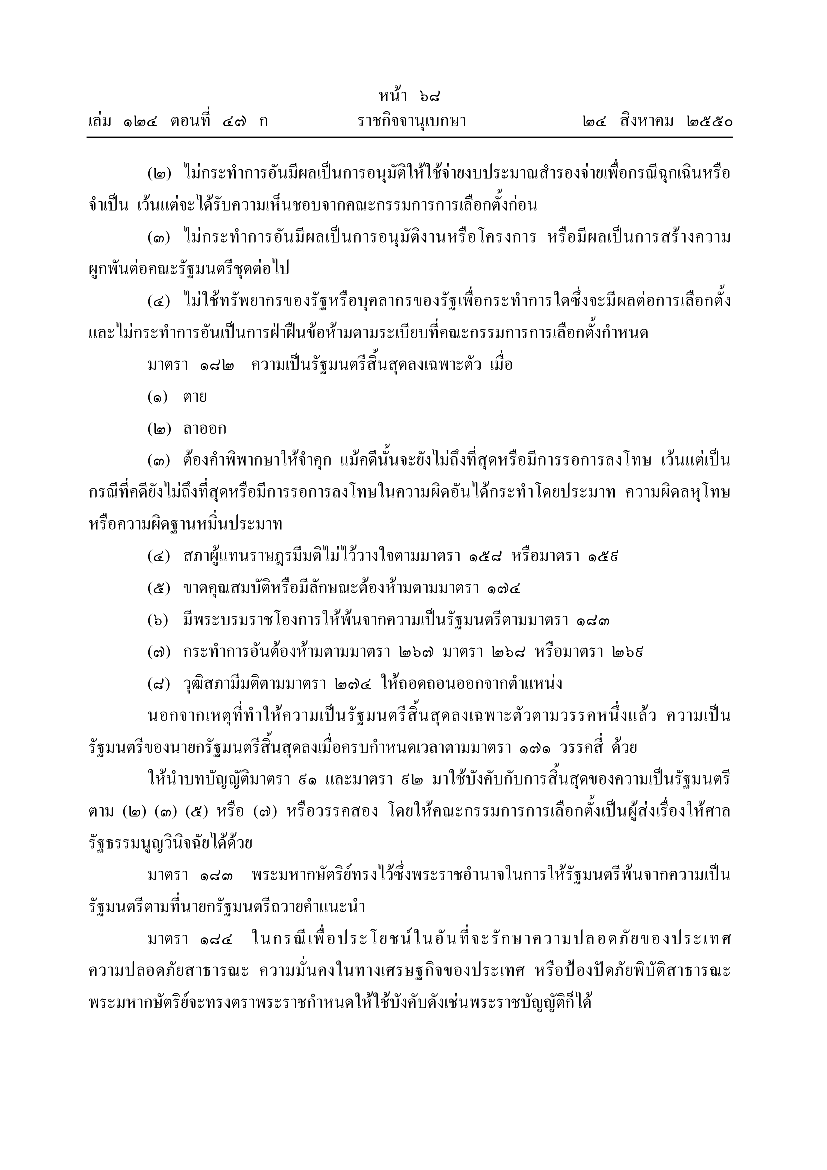 หน้า ๖๘
เล่ม ๑๒๔ ตอนที่ ๔๗ ก ราชกิจจานุเบกษา ๒๔ สิงหาคม ๒๕๕๐
(๒) ไม่กระทำการอันมีผลเป็นการอนุมัติให้ใช้จ่ายงบประมาณสำรองจ่ายเพื่อกรณีฉุกเฉินหรือ
จำเป็น เว้นแต่จะได้รับความเห็นชอบจากคณะกรรมการการเลือกตั้งก่อน
(๓) ไม่กระทำการอันมีผลเป็นการอนุมัติงานหรือโครงการ หรือมีผลเป็นการสร้างความ
ผูกพันต่อคณะรัฐมนตรีชุดต่อไป
(๔) ไม่ใช้ทรัพยากรของรัฐหรือบุคลากรของรัฐเพื่อกระทำการใดซึ่งจะมีผลต่อการเลือกตั้ง
และไม่กระทำการอันเป็นการฝ่าฝืนข้อห้ามตามระเบียบที่คณะกรรมการการเลือกตั้งกำหนด
มาตรา ๑๘๒ ความเป็นรัฐมนตรีสิ้นสุดลงเฉพาะตัว เมื่อ
(๑) ตาย
(๒) ลาออก
(๓) ต้องคำพิพากษาให้จำคุก แม้คดีนั้นจะยังไม่ถึงที่สุดหรือมีการรอการลงโทษ เว้นแต่เป็น
กรณีที่คดียังไม่ถึงที่สุดหรือมีการรอการลงโทษในความผิดอันได้กระทำโดยประมาท ความผิดลหุโทษ
หรือความผิดฐานหมิ่นประมาท
(๔) สภาผู้แทนราษฎรมีมติไม่ไว้วางใจตามมาตรา ๑๕๘ หรือมาตรา ๑๕๙
(๕) ขาดคุณสมบัติหรือมีลักษณะต้องห้ามตามมาตรา ๑๗๔
(๖) มีพระบรมราชโองการให้พ้นจากความเป็นรัฐมนตรีตามมาตรา ๑๘๓
(๗) กระทำการอันต้องห้ามตามมาตรา ๒๖๗ มาตรา ๒๖๘ หรือมาตรา ๒๖๙
(๘) วุฒิสภามีมติตามมาตรา ๒๗๔ ให้ถอดถอนออกจากตำแหน่ง
นอกจากเหตุที่ทำให้ความเป็นรัฐมนตรีสิ้นสุดลงเฉพาะตัวตามวรรคหนึ่งแล้ว ความเป็น
รัฐมนตรีของนายกรัฐมนตรีสิ้นสุดลงเมื่อครบกำหนดเวลาตามมาตรา ๑๗๑ วรรคสี่ ด้วย
ให้นำบทบัญญัติมาตรา ๙๑ และมาตรา ๙๒ มาใช้บังคับกับการสิ้นสุดของความเป็นรัฐมนตรี
ตาม (๒) (๓) (๕) หรือ (๗) หรือวรรคสอง โดยให้คณะกรรมการการเลือกตั้งเป็นผู้ส่งเรื่องให้ศาล
รัฐธรรมนูญวินิจฉัยได้ด้วย
มาตรา ๑๘๓ พระมหากษัตริย์ทรงไว้ซึ่งพระราชอำนาจในการให้รัฐมนตรีพ้นจากความเป็น
รัฐมนตรีตามที่นายกรัฐมนตรีถวายคำแนะนำ
มาตรา ๑๘๔ ในกรณีเพื่อประโยชน์ในอันที่จะรักษาความปลอดภัยของประเทศ
ความปลอดภัยสาธารณะ ความมั่นคงในทางเศรษฐกิจของประเทศ หรือป้องปัดภัยพิบัติสาธารณะ
พระมหากษัตริย์จะทรงตราพระราชกำหนดให้ใช้บังคับดังเช่นพระราชบัญญัติก็ได้